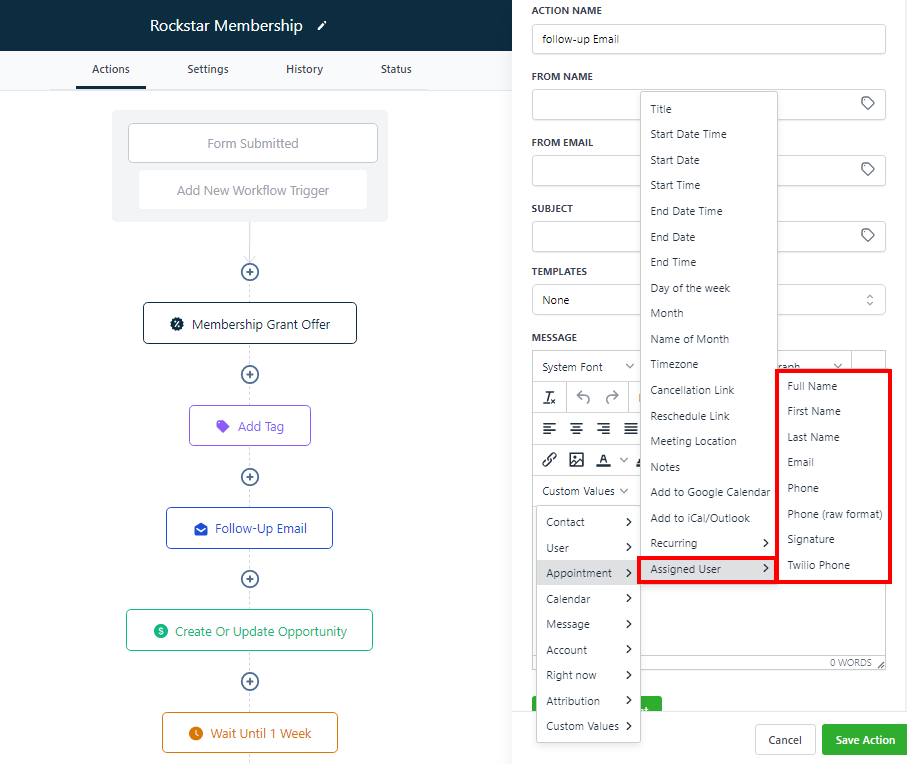 Rockstar Membership
Actions
Settings
History
Status
Form Submitted
Add New Workflow Trigger
Membership Grant Offer
Add Tag
Follow-Up Email
Create Or Update Opportunity
Wait Until 1 Week
ACTION NAME
follow-up Email
FROM NAME
FROM EMAIL
SUBJECT
TEMPLATES
None
MESSAGE
System Font
Custom Values
Contact
User
Appointment
Calendar
Message
Account
Right now
Attribution
Custom Values
Title
Start Date Time
Start Date
Start Time
End Date Time
End Date
End Time
Day of the week
Month
Name of Month
Timezone
Cancellation Link
Reschedule Link
Meeting Location
Notes
Add to Google Calendar
Add to iCal/Outlook
Recurring
Assigned User
Full Name
First Name
Last Name
Email
Phone
Phone (raw format)
Signature
Twilio Phone
0 WORDS
Cancel
Save Action